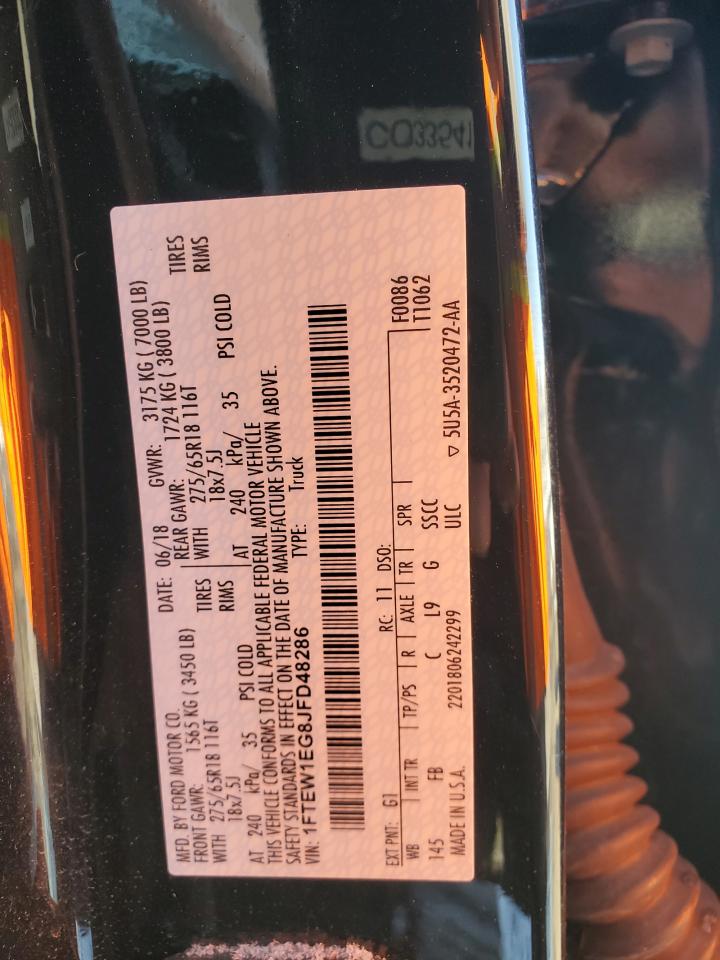 CO33541
MFD. BY FORD MOTOR CO.
DATE: 06/18 GVWR: 3175 KG ( 7000 LB)
FRONT GAWR: 1565 KG ( 3450 LB) REAR GAWR: 1724 KG ( 3800 LB)
WITH 275/65R18 116T TIRES WITH 275/65R18 116T TIRES
18x7.5J RIMS 18x7.5J RIMS
AT 240 kPa/ 35 PSI COLD AT 240 kPa/ 35 PSI COLD
THIS VEHICLE CONFORMS TO ALL APPLICABLE FEDERAL MOTOR VEHICLE
SAFETY STANDARDS IN EFFECT ON THE DATE OF MANUFACTURE SHOWN ABOVE.
VIN: 1FTEW1EG8JFD48286 TYPE: Truck
EXT PNT: G1 RC: 11 DSO: F0086
WB INT TR TP/PS R AXLE TR SPR T1062
145 FB C L9 G SSCC
MADE IN U.S.A. 2201806242299 ULC ▽ 5U5A-3520472-AA